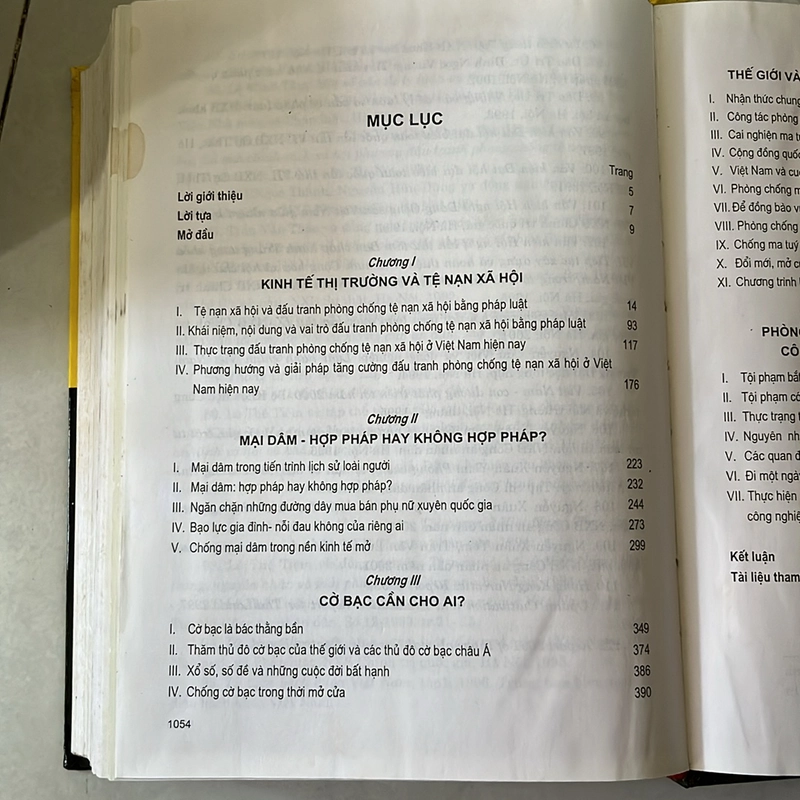 MỤC LỤC
Trang
Lời giới thiệu 5
Lời tựa 7
Mở đầu 9
Chương I
KINH TẾ THỊ TRƯỜNG VÀ TỆ NẠN XÃ HỘI
I. Tệ nạn xã hội và đấu tranh phòng chống tệ nạn xã hội bằng pháp luật 14
II. Khái niệm, nội dung và vai trò đấu tranh phòng chống tệ nạn xã hội bằng pháp luật 93
III. Thực trạng đấu tranh phòng chống tệ nạn xã hội ở Việt Nam hiện nay 117
IV. Phương hướng và giải pháp tăng cường đấu tranh phòng chống tệ nạn xã hội ở Việt
Nam hiện nay 176
Chương II
MẠI DÂM - HỢP PHÁP HAY KHÔNG HỢP PHÁP?
I. Mại dâm trong tiến trình lịch sử loài người 223
II. Mại dâm: hợp pháp hay không hợp pháp? 232
III. Ngăn chặn những đường dây mua bán phụ nữ xuyên quốc gia 244
IV. Bạo lực gia đình- nỗi đau không của riêng ai 273
V. Chống mại dâm trong nền kinh tế mở 299
Chương III
CỜ BẠC CẦN CHO AI?
I. Cờ bạc là bác thằng bần 349
II. Thăm thủ đô cờ bạc của thế giới và các thủ đô cờ bạc châu Á 374
III. Xổ số, số đề và những cuộc đời bất hạnh 386
IV. Chống cờ bạc trong thời mở cửa 390
1054
THẾ GIỚI VÀ
I. Nhận thức chung
II. Công tác phòng
III. Cai nghiện ma
IV. Cộng đồng quốc
V. Việt Nam và
VI. Phòng chống
VII. Để đồng bào
VIII. Phòng chống
IX. Chống ma tuý
X. Đổi mới, mở
XI. Chương trình
PHÒNG
I. Tội phạm
II. Tội phạm
III. Thực trạng
IV. Nguyên
V. Các quan
VI. Đi một
VII. Thực hiện
công
Kết luận
Tài liệu tham